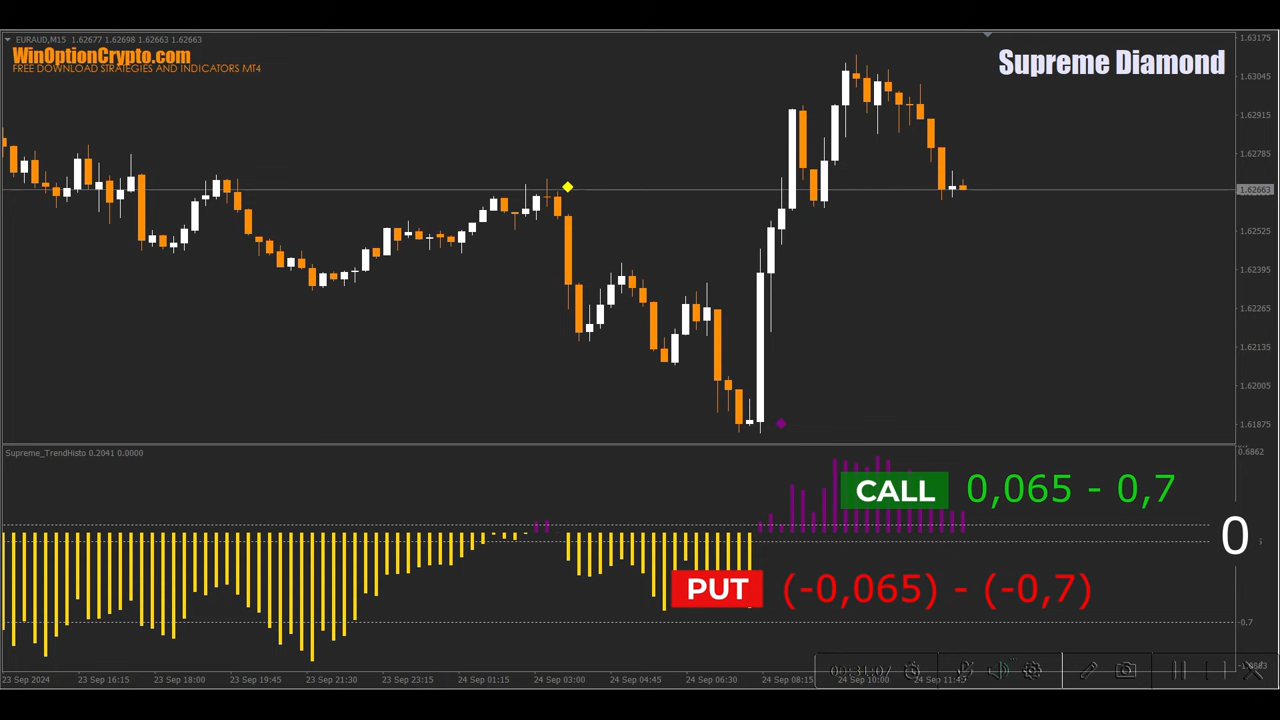 EURAUD,M15 1.62677 1.62698 1.62663 1.62663
WinOptionCrypto.com
FREE DOWNLOAD STRATEGIES AND INDICATORS MT4
Supreme Diamond
1.63175
1.63045
1.62915
1.62785
1.62663
1.62525
1.62395
1.62265
1.62135
1.62005
1.61875
Supreme_TrendHisto 0.2041 0.0000
0.6862
CALL 0,065 - 0,7
0
PUT (-0,065) - (-0,7)
-0.7
00:31:07
23 Sep 2024 23 Sep 16:15 23 Sep 18:00 23 Sep 19:45 23 Sep 21:30 23 Sep 23:15 24 Sep 01:15 24 Sep 03:00 24 Sep 04:45 24 Sep 06:30 24 Sep 08:15 24 Sep 10:00 24 Sep 11:45